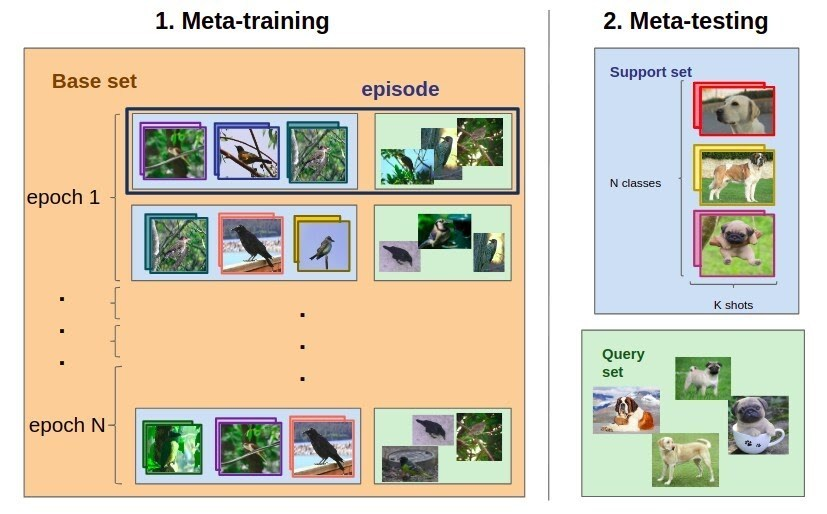 1. Meta-training
2. Meta-testing
Base set
episode
epoch 1
epoch N
Support set
N classes
K shots
Query
set